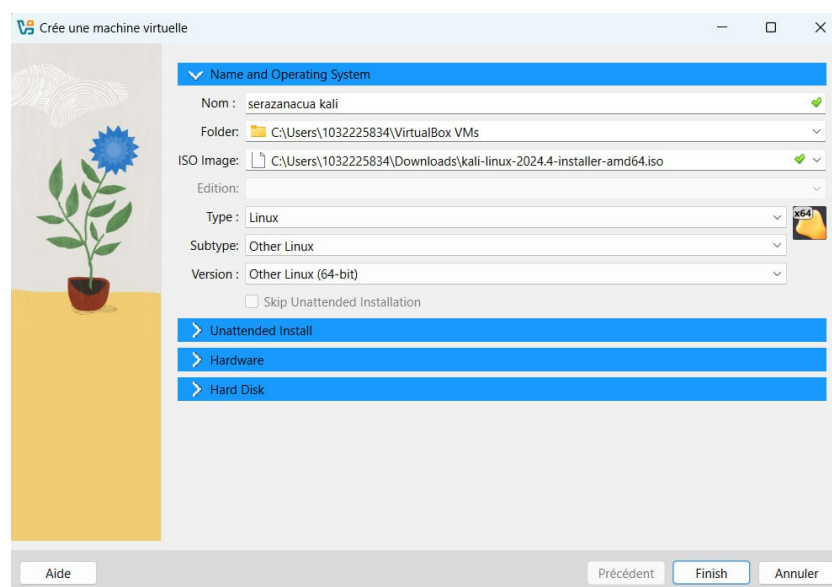 Crée une machine virtuelle
Name and Operating System
Nom : serazanacua kali
Folder: C:\Users\1032225834\VirtualBox VMs
ISO Image: C:\Users\1032225834\Downloads\kali-linux-2024.4-installer-amd64.iso
Edition:
Type : Linux
x64
Subtype: Other Linux
Version : Other Linux (64-bit)
Skip Unattended Installation
Unattended Install
Hardware
Hard Disk
Aide Précédent Finish Annuler